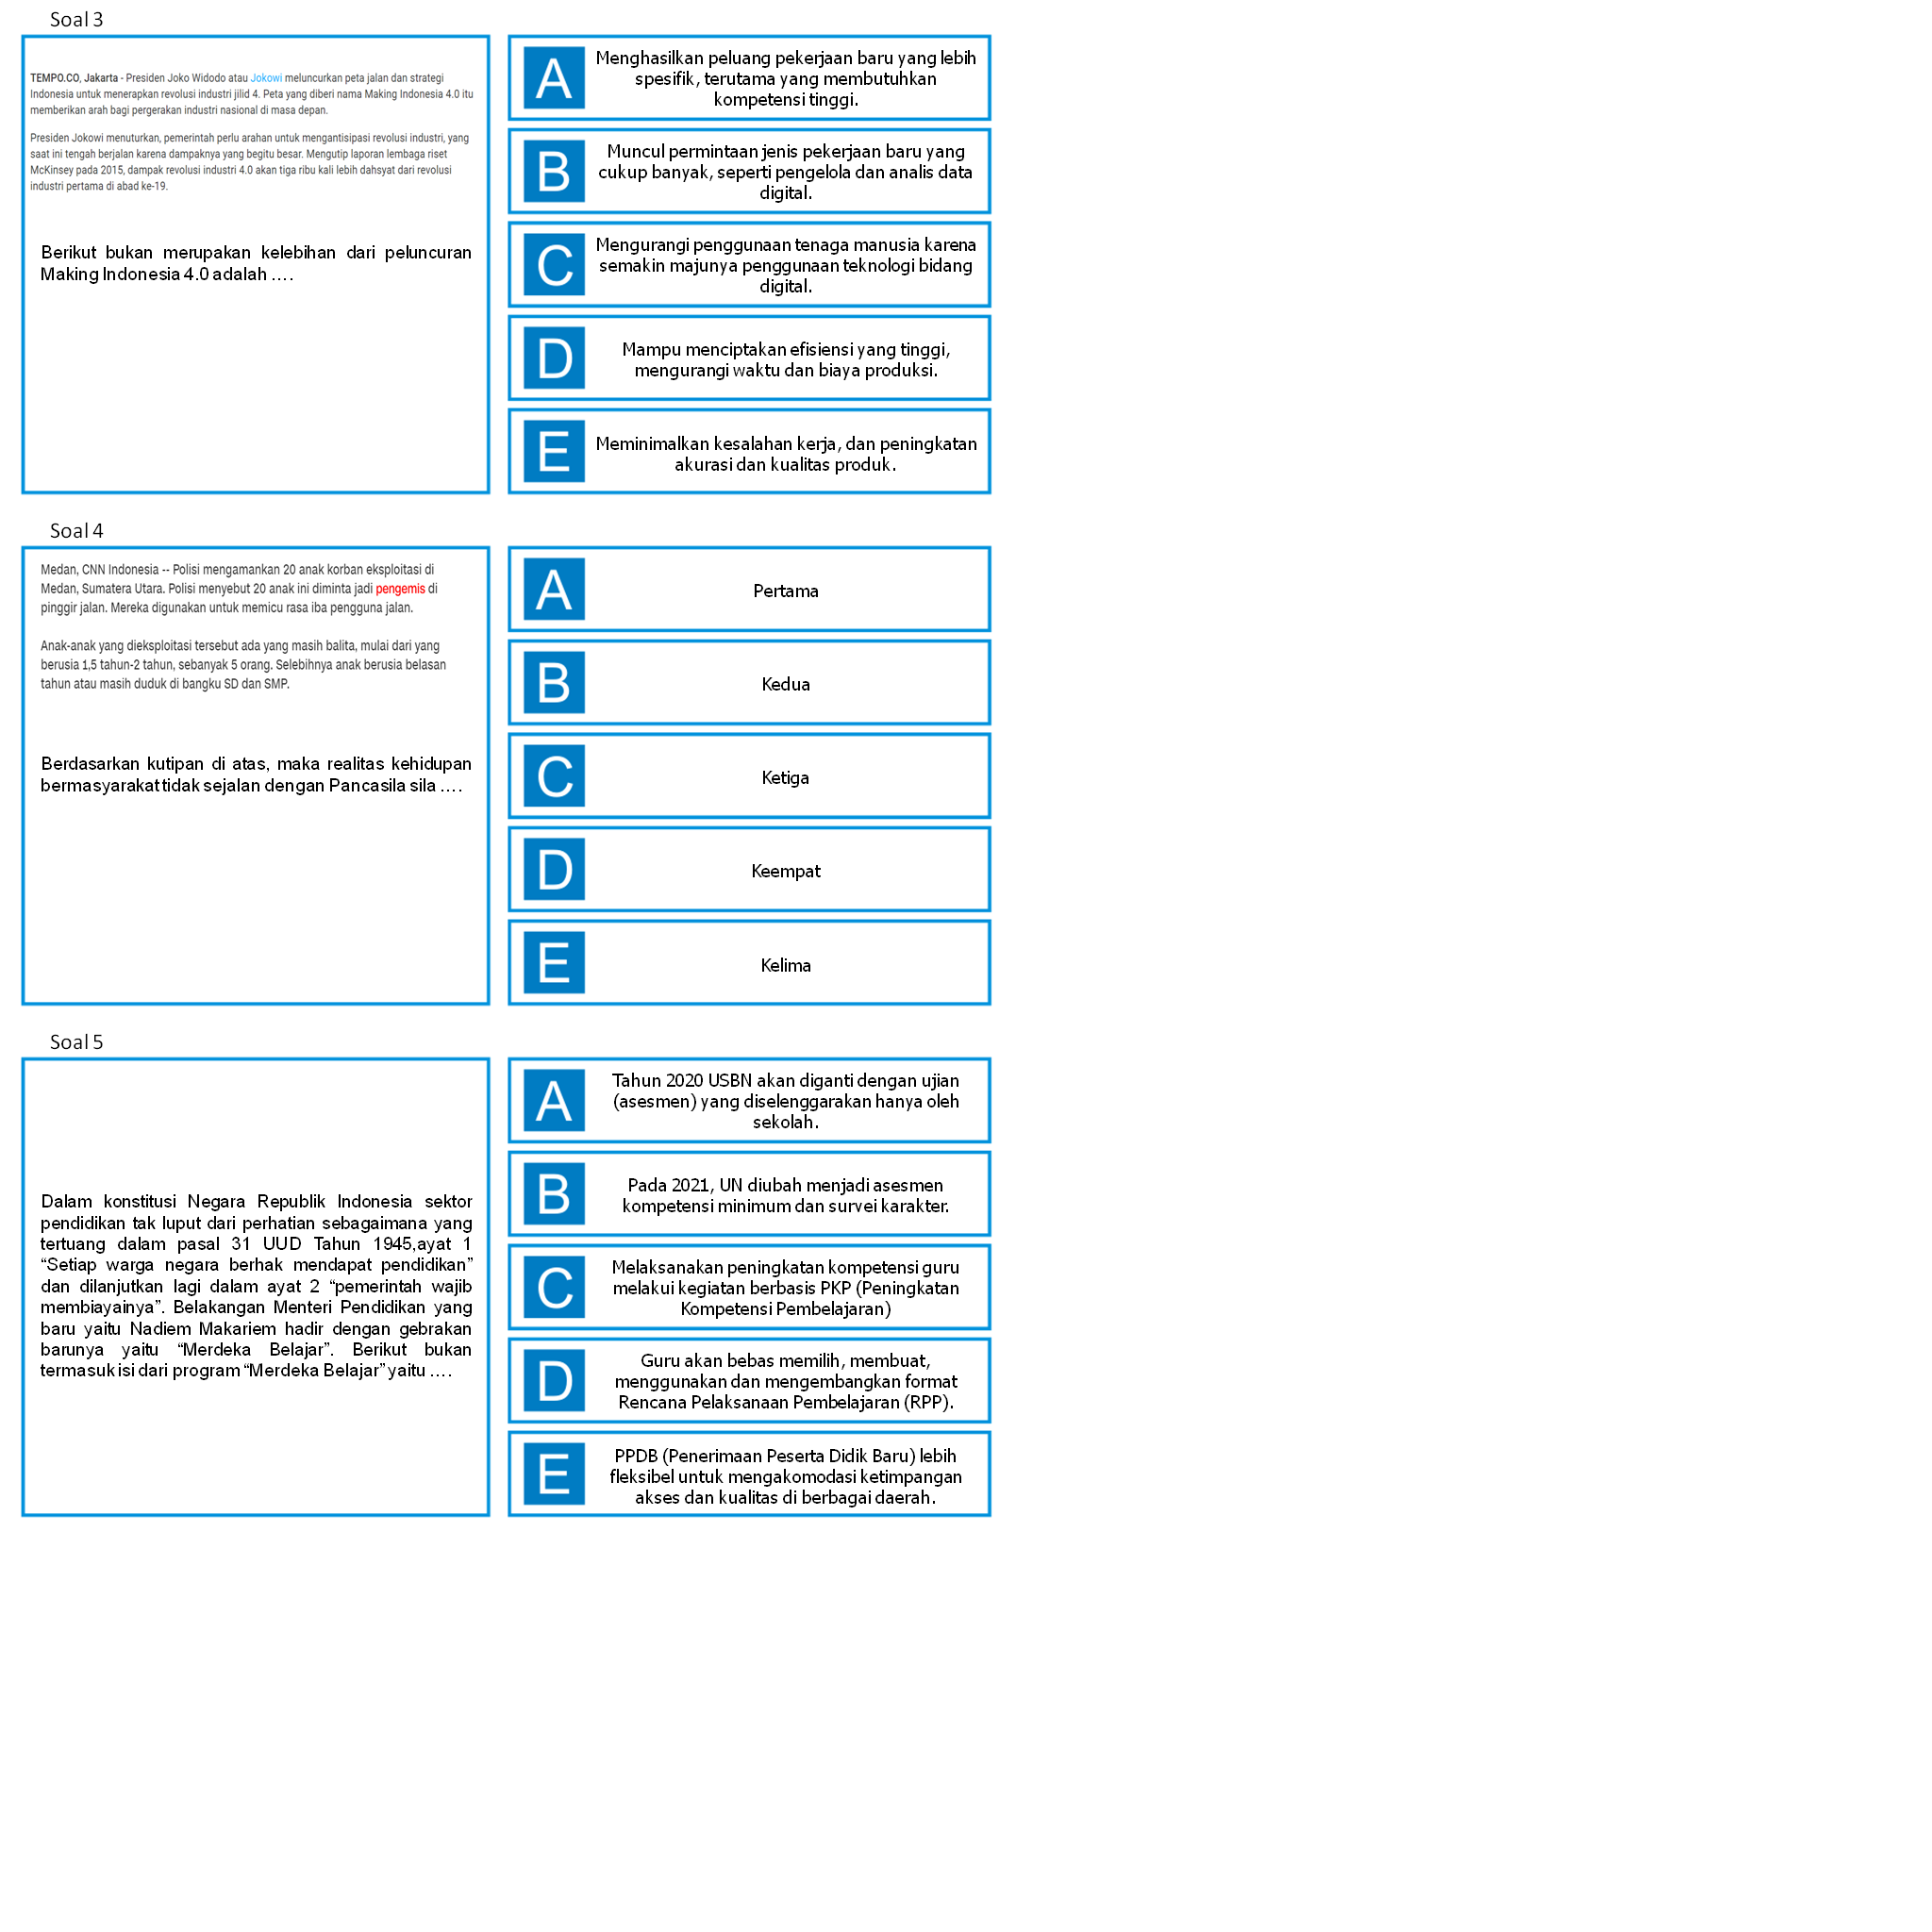 Soal 3
TEMPO.CO, Jakarta - Presiden Joko Widodo atau Jokowi meluncurkan peta jalan dan strategi
Indonesia untuk menerapkan revolusi industri jilid 4. Peta yang diberi nama Making Indonesia 4.0 itu
memberikan arah bagi pergerakan industri nasional di masa depan.
Presiden Jokowi menuturkan, pemerintah perlu arahan untuk mengantisipasi revolusi industri, yang
saat ini tengah berjalan karena dampaknya yang begitu besar. Mengutip laporan lembaga riset
McKinsey pada 2015, dampak revolusi industri 4.0 akan tiga ribu kali lebih dahsyat dari revolusi
industri pertama di abad ke-19.
Berikut bukan merupakan kelebihan dari peluncuran
Making Indonesia 4.0 adalah ....
A
Menghasilkan peluang pekerjaan baru yang lebih
spesifik, terutama yang membutuhkan
kompetensi tinggi.
B
Muncul permintaan jenis pekerjaan baru yang
cukup banyak, seperti pengelola dan analis data
digital.
C
Mengurangi penggunaan tenaga manusia karena
semakin majunya penggunaan teknologi bidang
digital.
D
Mampu menciptakan efisiensi yang tinggi,
mengurangi waktu dan biaya produksi.
E
Meminimalkan kesalahan kerja, dan peningkatan
akurasi dan kualitas produk.
Soal 4
Medan, CNN Indonesia -- Polisi mengamankan 20 anak korban eksploitasi di
Medan, Sumatera Utara. Polisi menyebut 20 anak ini diminta jadi pengemis di
pinggir jalan. Mereka digunakan untuk memicu rasa iba pengguna jalan.
Anak-anak yang dieksploitasi tersebut ada yang masih balita, mulai dari yang
berusia 1,5 tahun-2 tahun, sebanyak 5 orang. Selebihnya anak berusia belasan
tahun atau masih duduk di bangku SD dan SMP.
Berdasarkan kutipan di atas, maka realitas kehidupan
bermasyarakat tidak sejalan dengan Pancasila sila ....
A
Pertama
B
Kedua
C
Ketiga
D
Keempat
E
Kelima
Soal 5
Dalam konstitusi Negara Republik Indonesia sektor
pendidikan tak luput dari perhatian sebagaimana yang
tertuang dalam pasal 31 UUD Tahun 1945,ayat 1
“Setiap warga negara berhak mendapat pendidikan”
dan dilanjutkan lagi dalam ayat 2 “pemerintah wajib
membiayainya”. Belakangan Menteri Pendidikan yang
baru yaitu Nadiem Makariem hadir dengan gebrakan
barunya yaitu “Merdeka Belajar”. Berikut bukan
termasuk isi dari program “Merdeka Belajar” yaitu ....
A
Tahun 2020 USBN akan diganti dengan ujian
(asesmen) yang diselenggarakan hanya oleh
sekolah.
B
Pada 2021, UN diubah menjadi asesmen
kompetensi minimum dan survei karakter.
C
Melaksanakan peningkatan kompetensi guru
melakui kegiatan berbasis PKP (Peningkatan
Kompetensi Pembelajaran)
D
Guru akan bebas memilih, membuat,
menggunakan dan mengembangkan format
Rencana Pelaksanaan Pembelajaran (RPP).
E
PPDB (Penerimaan Peserta Didik Baru) lebih
fleksibel untuk mengakomodasi ketimpangan
akses dan kualitas di berbagai daerah.